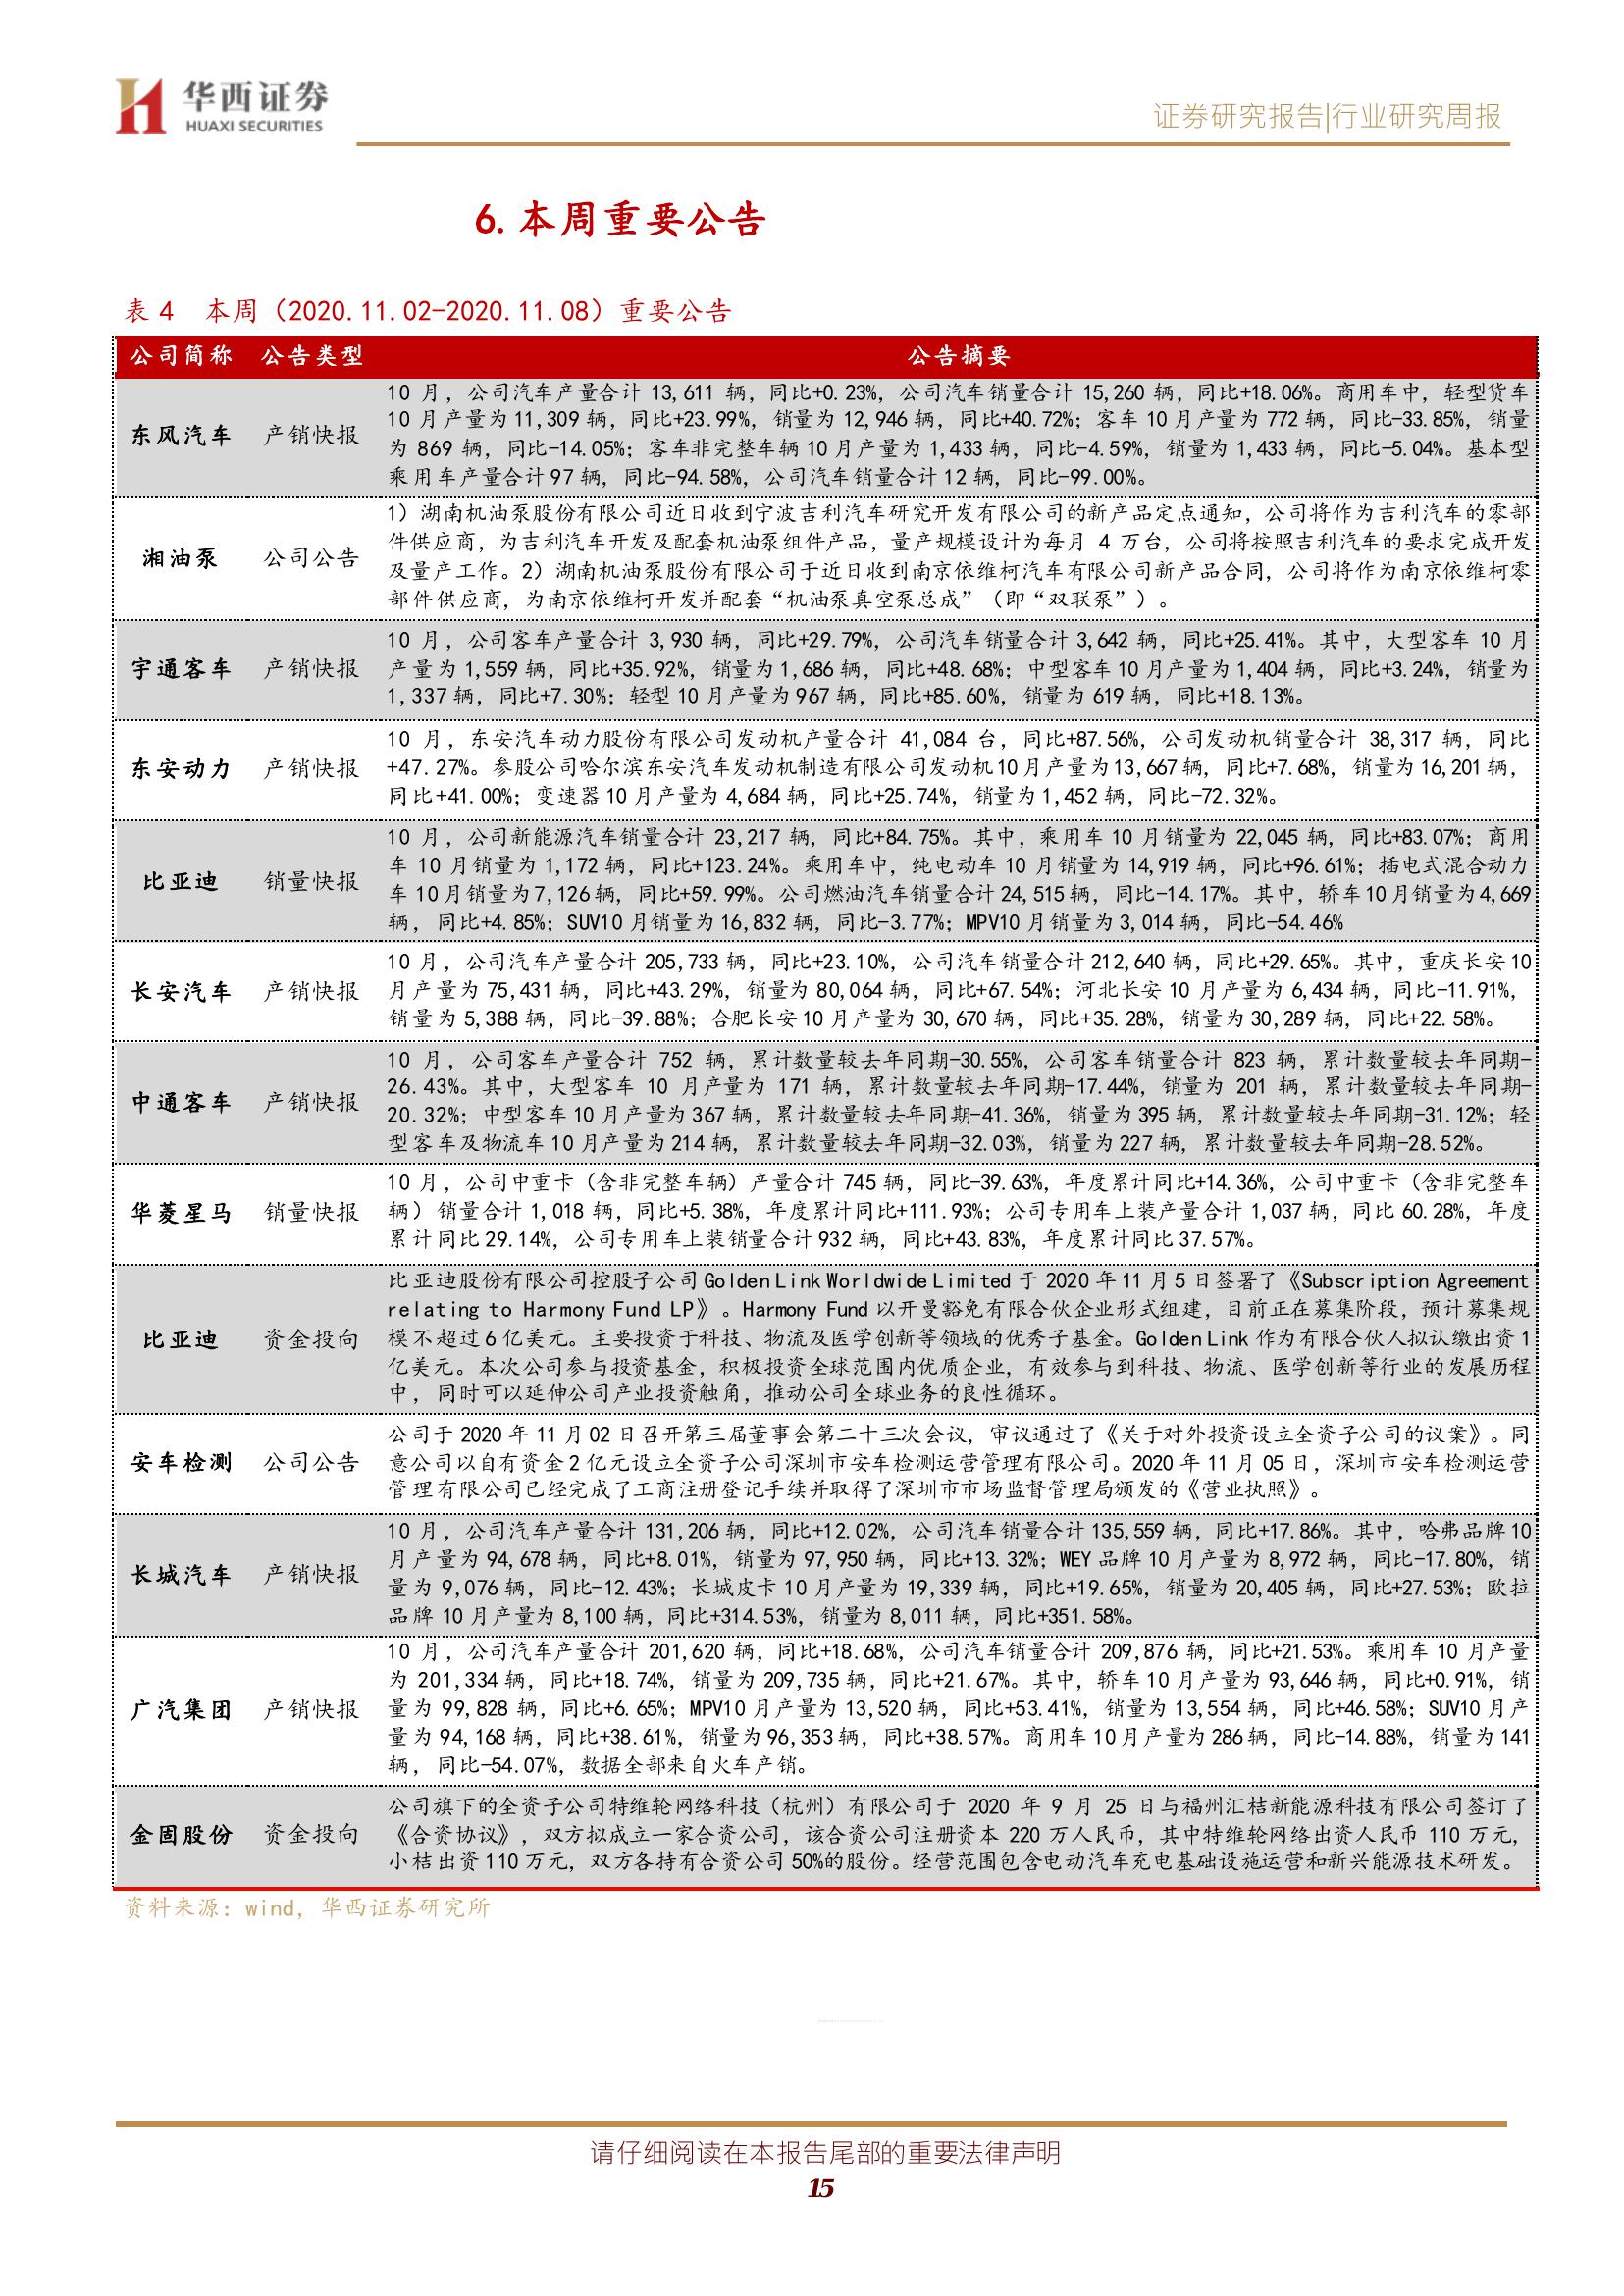 华西证券
HUAXI SECURITIES
证券研究报告|行业研究周报
6. 本周重要公告
表 4 本周（2020.11.02-2020.11.08）重要公告
公司简称 公告类型 公告摘要
东风汽车 产销快报
10 月，公司汽车产量合计 13,611 辆，同比+0.23%，公司汽车销量合计 15,260 辆，同比+18.06%。商用车中，轻型货车
10 月产量为 11,309 辆，同比+23.99%，销量为 12,946 辆，同比+40.72%；客车 10 月产量为 772 辆，同比-33.85%，销量
为 869 辆，同比-14.05%；客车非完整车辆 10 月产量为 1,433 辆，同比-4.59%，销量为 1,433 辆，同比-5.04%。基本型
乘用车产量合计 97 辆，同比-94.58%，公司汽车销量合计 12 辆，同比-99.00%。
湘油泵 公司公告
1）湖南机油泵股份有限公司近日收到宁波吉利汽车研究开发有限公司的新产品定点通知，公司将作为吉利汽车的零部
件供应商，为吉利汽车开发及配套机油泵组件产品，量产规模设计为每月 4 万台，公司将按照吉利汽车的要求完成开发
及量产工作。2）湖南机油泵股份有限公司于近日收到南京依维柯汽车有限公司新产品合同，公司将作为南京依维柯零
部件供应商，为南京依维柯开发并配套“机油泵真空泵总成”（即“双联泵”）。
宇通客车 产销快报
10 月，公司客车产量合计 3,930 辆，同比+29.79%，公司汽车销量合计 3,642 辆，同比+25.41%。其中，大型客车 10 月
产量为 1,559 辆，同比+35.92%，销量为 1,686 辆，同比+48.68%；中型客车 10 月产量为 1,404 辆，同比+3.24%，销量为
1,337 辆，同比+7.30%；轻型 10 月产量为 967 辆，同比+85.60%，销量为 619 辆，同比+18.13%。
东安动力 产销快报
10 月，东安汽车动力股份有限公司发动机产量合计 41,084 台，同比+87.56%，公司发动机销量合计 38,317 辆，同比
+47.27%。参股公司哈尔滨东安汽车发动机制造有限公司发动机 10 月产量为 13,667 辆，同比+7.68%，销量为 16,201 辆，
同比+41.00%；变速器 10 月产量为 4,684 辆，同比+25.74%，销量为 1,452 辆，同比-72.32%。
比亚迪 销量快报
10 月，公司新能源汽车销量合计 23,217 辆，同比+84.75%。其中，乘用车 10 月销量为 22,045 辆，同比+83.07%；商用
车 10 月销量为 1,172 辆，同比+123.24%。乘用车中，纯电动车 10 月销量为 14,919 辆，同比+96.61%；插电式混合动力
车 10 月销量为 7,126 辆，同比+59.99%。公司燃油汽车销量合计 24,515 辆，同比-14.17%。其中，轿车 10 月销量为 4,669
辆，同比+4.85%；SUV10 月销量为 16,832 辆，同比-3.77%；MPV10 月销量为 3,014 辆，同比-54.46%
长安汽车 产销快报
10 月，公司汽车产量合计 205,733 辆，同比+23.10%，公司汽车销量合计 212,640 辆，同比+29.65%。其中，重庆长安 10
月产量为 75,431 辆，同比+43.29%，销量为 80,064 辆，同比+67.54%；河北长安 10 月产量为 6,434 辆，同比-11.91%，
销量为 5,388 辆，同比-39.88%；合肥长安 10 月产量为 30,670 辆，同比+35.28%，销量为 30,289 辆，同比+22.58%。
中通客车 产销快报
10 月，公司客车产量合计 752 辆，累计数量较去年同期-30.55%，公司客车销量合计 823 辆，累计数量较去年同期-
26.43%。其中，大型客车 10 月产量为 171 辆，累计数量较去年同期-17.44%，销量为 201 辆，累计数量较去年同期-
20.32%；中型客车 10 月产量为 367 辆，累计数量较去年同期-41.36%，销量为 395 辆，累计数量较去年同期-31.12%；轻
型客车及物流车 10 月产量为 214 辆，累计数量较去年同期-32.03%，销量为 227 辆，累计数量较去年同期-28.52%。
华菱星马 销量快报
10 月，公司中重卡（含非完整车辆）产量合计 745 辆，同比-39.63%，年度累计同比+14.36%，公司中重卡（含非完整车
辆）销量合计 1,018 辆，同比+5.38%，年度累计同比+111.93%；公司专用车上装产量合计 1,037 辆，同比 60.28%，年度
累计同比 29.14%，公司专用车上装销量合计 932 辆，同比+43.83%，年度累计同比 37.57%。
比亚迪 资金投向
比亚迪股份有限公司控股子公司 Golden Link Worldwide Limited 于 2020 年 11 月 5 日签署了《Subscription Agreement
relating to Harmony Fund LP》。Harmony Fund 以开曼豁免有限合伙企业形式组建，目前正在募集阶段，预计募集规
模不超过 6 亿美元。主要投资于科技、物流及医学创新等领域的优秀子基金。Golden Link 作为有限合伙人拟认缴出资 1
亿美元。本次公司参与投资基金，积极投资全球范围内优质企业，有效参与到科技、物流、医学创新等行业的发展历程
中，同时可以延伸公司产业投资触角，推动公司全球业务的良性循环。
安车检测 公司公告
公司于 2020 年 11 月 02 日召开第三届董事会第二十三次会议，审议通过了《关于对外投资设立全资子公司的议案》。同
意公司以自有资金 2 亿元设立全资子公司深圳市安车检测运营管理有限公司。2020 年 11 月 05 日，深圳市安车检测运营
管理有限公司已经完成了工商注册登记手续并取得了深圳市市场监督管理局颁发的《营业执照》。
长城汽车 产销快报
10 月，公司汽车产量合计 131,206 辆，同比+12.02%，公司汽车销量合计 135,559 辆，同比+17.86%。其中，哈弗品牌 10
月产量为 94,678 辆，同比+8.01%，销量为 97,950 辆，同比+13.32%；WEY 品牌 10 月产量为 8,972 辆，同比-17.80%，销
量为 9,076 辆，同比-12.43%；长城皮卡 10 月产量为 19,339 辆，同比+19.65%，销量为 20,405 辆，同比+27.53%；欧拉
品牌 10 月产量为 8,100 辆，同比+314.53%，销量为 8,011 辆，同比+351.58%。
广汽集团 产销快报
10 月，公司汽车产量合计 201,620 辆，同比+18.68%，公司汽车销量合计 209,876 辆，同比+21.53%。乘用车 10 月产量
为 201,334 辆，同比+18.74%，销量为 209,735 辆，同比+21.67%。其中，轿车 10 月产量为 93,646 辆，同比+0.91%，销
量为 99,828 辆，同比+6.65%；MPV10 月产量为 13,520 辆，同比+53.41%，销量为 13,554 辆，同比+46.58%；SUV10 月产
量为 94,168 辆，同比+38.61%，销量为 96,353 辆，同比+38.57%。商用车 10 月产量为 286 辆，同比-14.88%，销量为 141
辆，同比-54.07%，数据全部来自火车产销。
金固股份 资金投向
公司旗下的全资子公司特维轮网络科技（杭州）有限公司于 2020 年 9 月 25 日与福州汇桔新能源科技有限公司签订了
《合资协议》，双方拟成立一家合资公司，该合资公司注册资本 220 万人民币，其中特维轮网络出资人民币 110 万元，
小桔出资 110 万元，双方各持有合资公司 50%的股份。经营范围包含电动汽车充电基础设施运营和新兴能源技术研发。
资料来源：wind，华西证券研究所
请仔细阅读在本报告尾部的重要法律声明
15